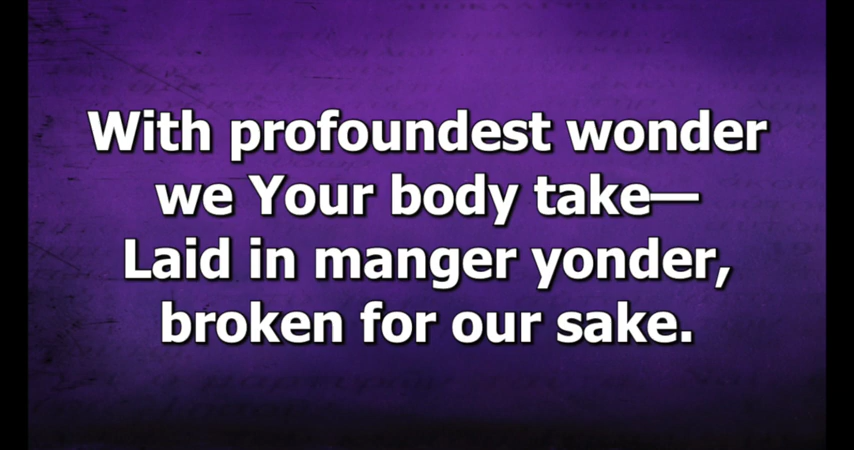 With profoundest wonder
we Your body take—
Laid in manger yonder,
broken for our sake.